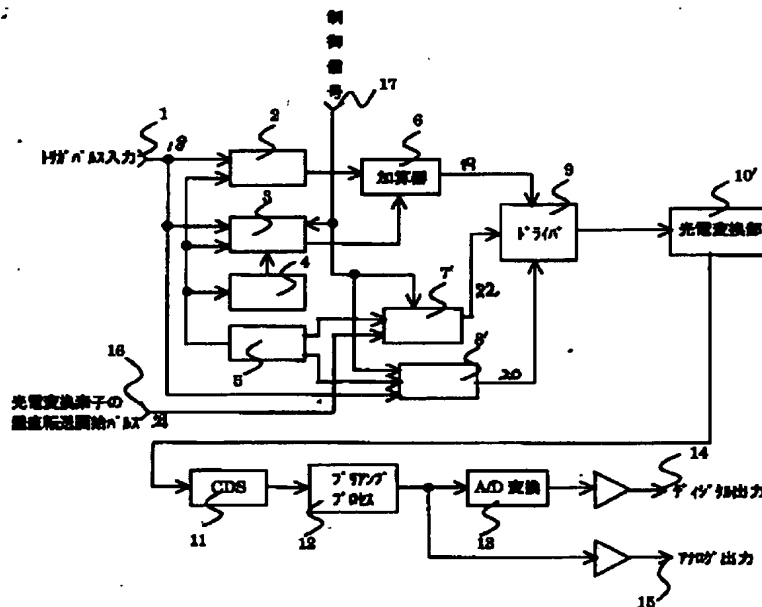 制御信号
17
1
トリガパルス入力
18
2
6
加算器
19
9
ドライバ
10'
光電変換部
3
4
5
7'
22
8'
20
16
光電変換素子の
垂直転送開始パルス
21
CDS
11
プリアンプ
プロセス
12
A/D 変換
13
14
ディジタル出力
アナログ出力
15